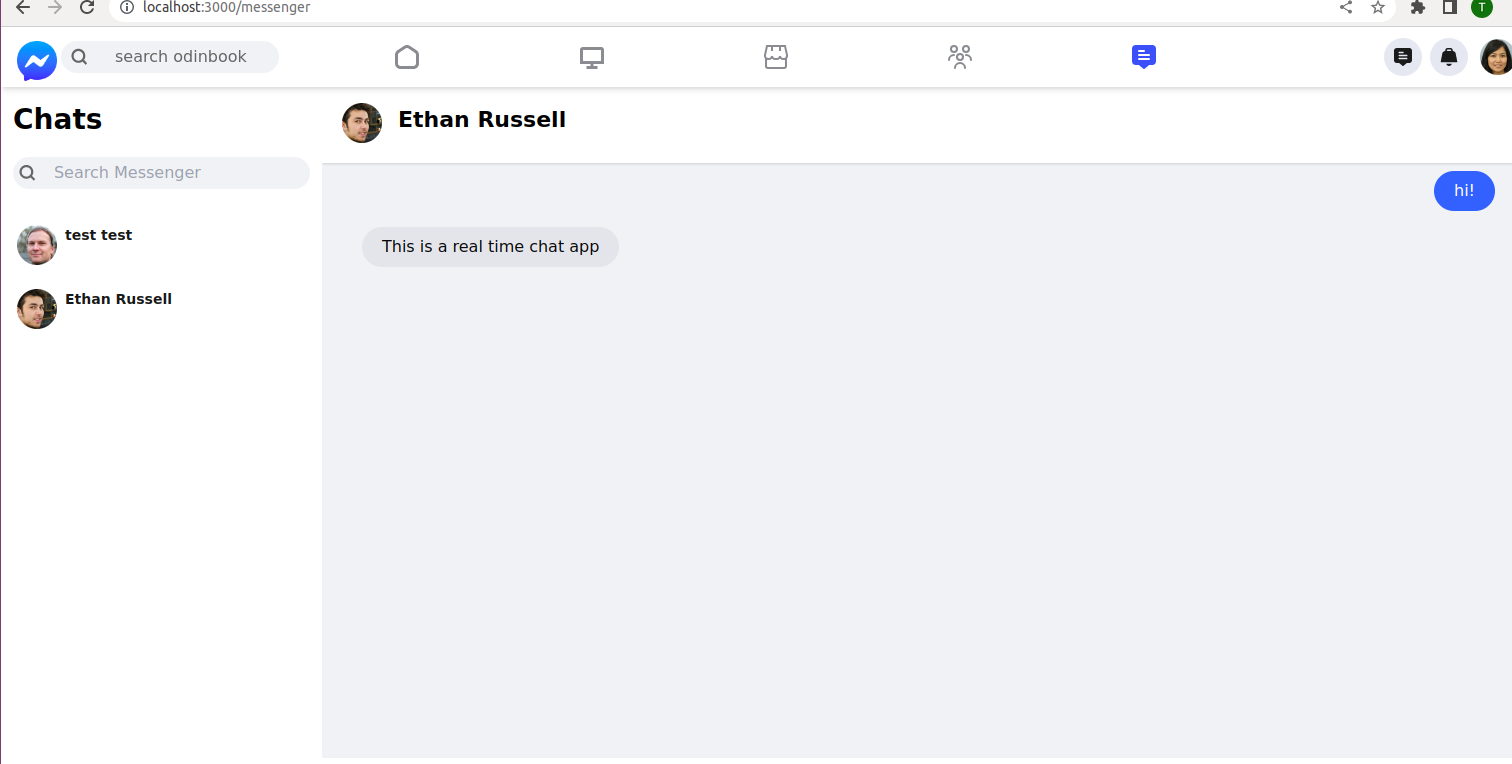 localhost:3000/messenger
T
search odinbook
Chats
Search Messenger
test test
Ethan Russell
Ethan Russell
hi!
This is a real time chat app